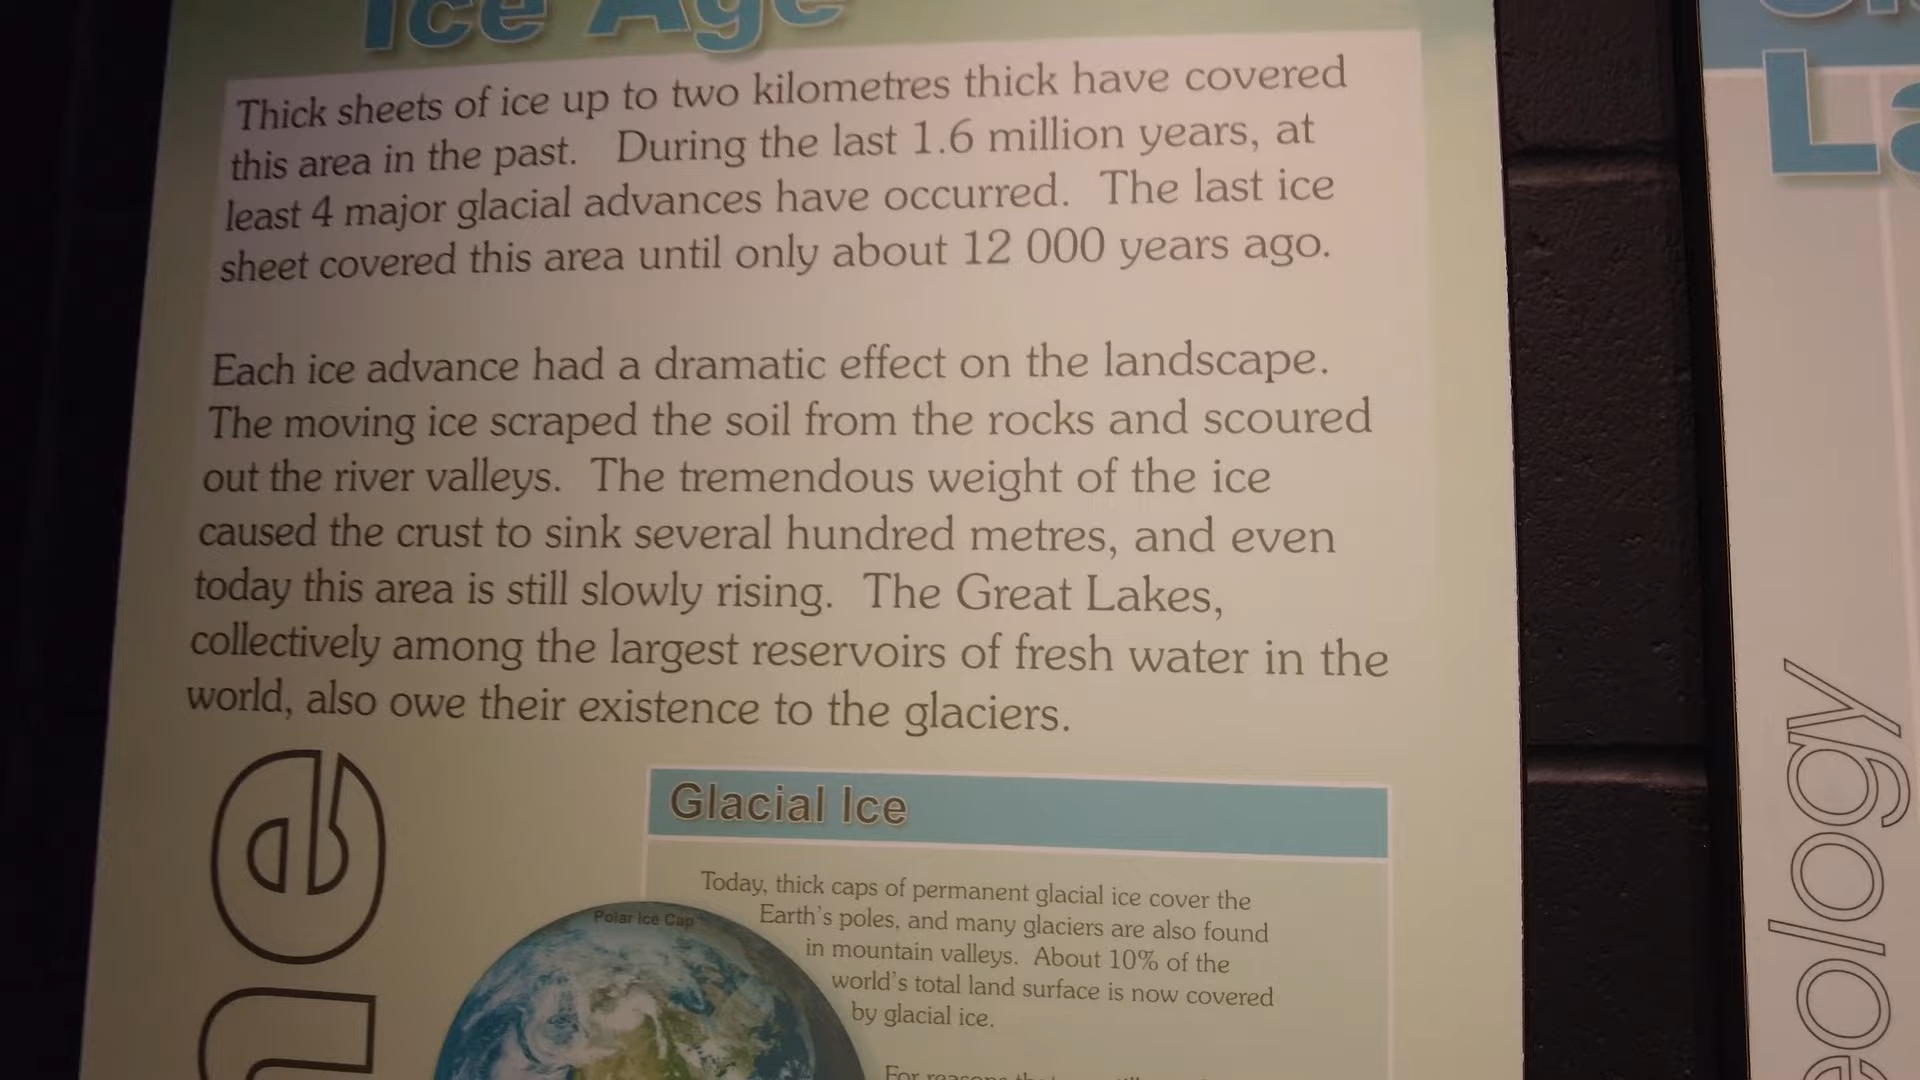 Ice Age
Thick sheets of ice up to two kilometres thick have covered
this area in the past. During the last 1.6 million years, at
least 4 major glacial advances have occurred. The last ice
sheet covered this area until only about 12 000 years ago.
Each ice advance had a dramatic effect on the landscape.
The moving ice scraped the soil from the rocks and scoured
out the river valleys. The tremendous weight of the ice
caused the crust to sink several hundred metres, and even
today this area is still slowly rising. The Great Lakes,
collectively among the largest reservoirs of fresh water in the
world, also owe their existence to the glaciers.
Glacial Ice
Today, thick caps of permanent glacial ice cover the
Earth's poles, and many glaciers are also found
in mountain valleys. About 10% of the
world's total land surface is now covered
by glacial ice.
Polar Ice Cap
For reasons
ne
La
eology